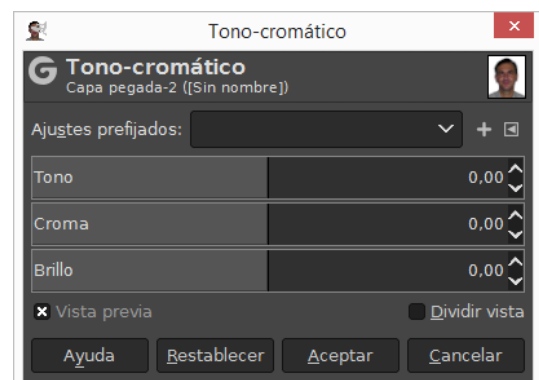 Tono-cromático
Tono-cromático
Capa pegada-2 ([Sin nombre])
Ajustes prefijados:
Tono 0,00
Croma 0,00
Brillo 0,00
Vista previa Dividir vista
Ayuda Restablecer Aceptar Cancelar